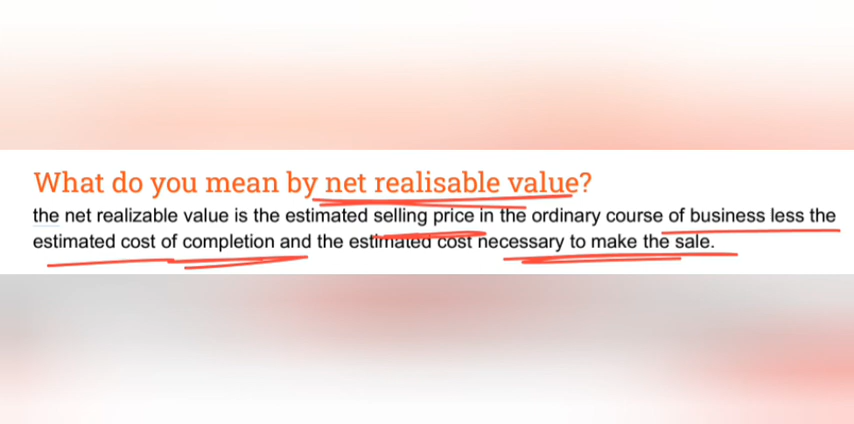 What do you mean by net realisable value?
the net realizable value is the estimated selling price in the ordinary course of business less the
estimated cost of completion and the estimated cost necessary to make the sale.